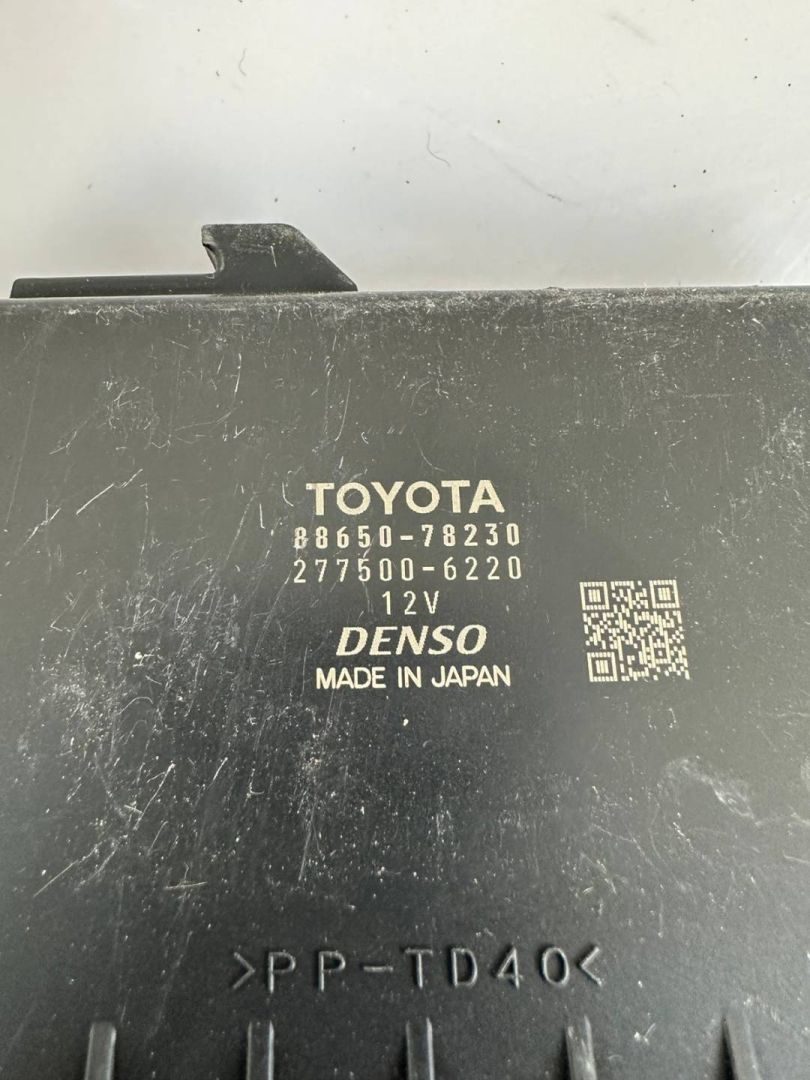 TOYOTA
88650-78230
277500-6220
12V
DENSO
MADE IN JAPAN
>PP-TD40<